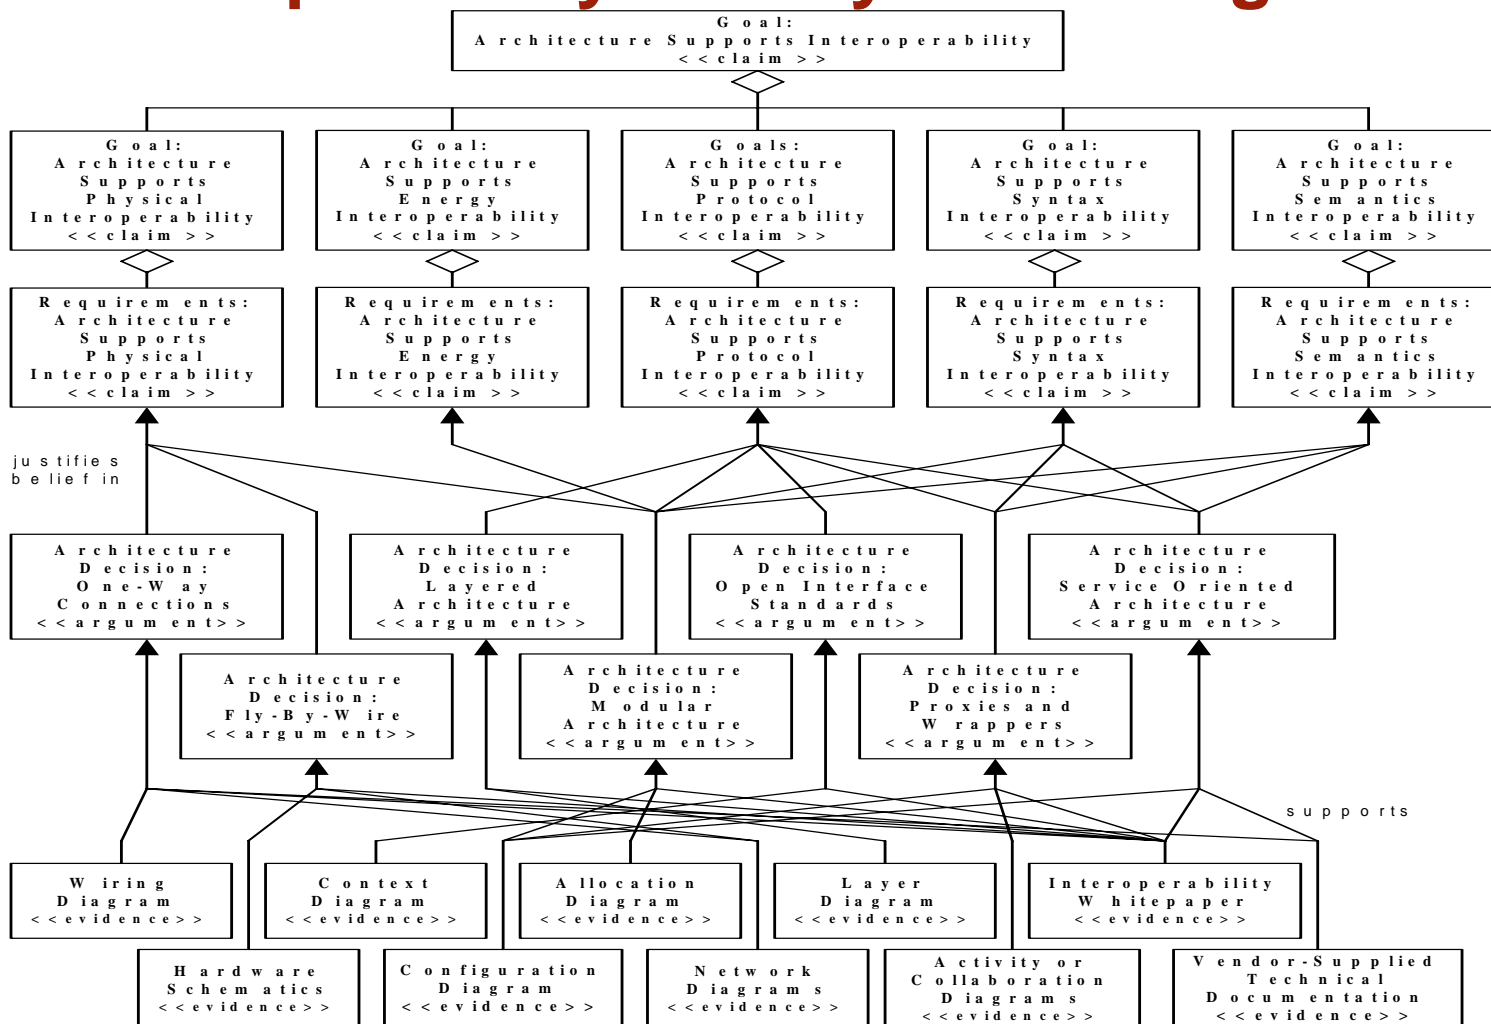 Goal:
Architecture Supports Interoperability
<<claim>>
Goal:
Architecture
Supports
Physical
Interoperability
<<claim>>
Goal:
Architecture
Supports
Energy
Interoperability
<<claim>>
Goals:
Architecture
Supports
Protocol
Interoperability
<<claim>>
Goal:
Architecture
Supports
Syntax
Interoperability
<<claim>>
Goal:
Architecture
Supports
Semantics
Interoperability
<<claim>>
Requirements:
Architecture
Supports
Physical
Interoperability
<<claim>>
Requirements:
Architecture
Supports
Energy
Interoperability
<<claim>>
Requirements:
Architecture
Supports
Protocol
Interoperability
<<claim>>
Requirements:
Architecture
Supports
Syntax
Interoperability
<<claim>>
Requirements:
Architecture
Supports
Semantics
Interoperability
<<claim>>
justifies
belief in
Architecture
Decision:
One-Way
Connections
<<argument>>
Architecture
Decision:
Layered
Architecture
<<argument>>
Architecture
Decision:
Open Interface
Standards
<<argument>>
Architecture
Decision:
Service Oriented
Architecture
<<argument>>
Architecture
Decision:
Fly-By-Wire
<<argument>>
Architecture
Decision:
Modular
Architecture
<<argument>>
Architecture
Decision:
Proxies and
Wrappers
<<argument>>
supports
Wiring
Diagram
<<evidence>>
Context
Diagram
<<evidence>>
Allocation
Diagram
<<evidence>>
Layer
Diagram
<<evidence>>
Interoperability
Whitepaper
<<evidence>>
Hardware
Schematics
<<evidence>>
Configuration
Diagram
<<evidence>>
Network
Diagrams
<<evidence>>
Activity or
Collaboration
Diagrams
<<evidence>>
Vendor-Supplied
Technical
Documentation
<<evidence>>